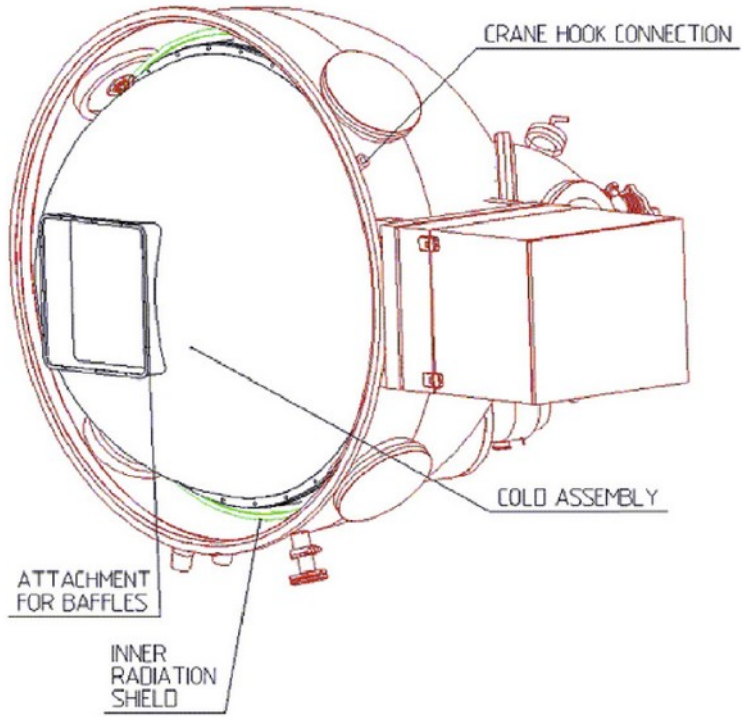 CRANE HOOK CONNECTION
COLD ASSEMBLY
ATTACHMENT
FOR BAFFLES
INNER
RADIATION
SHIELD